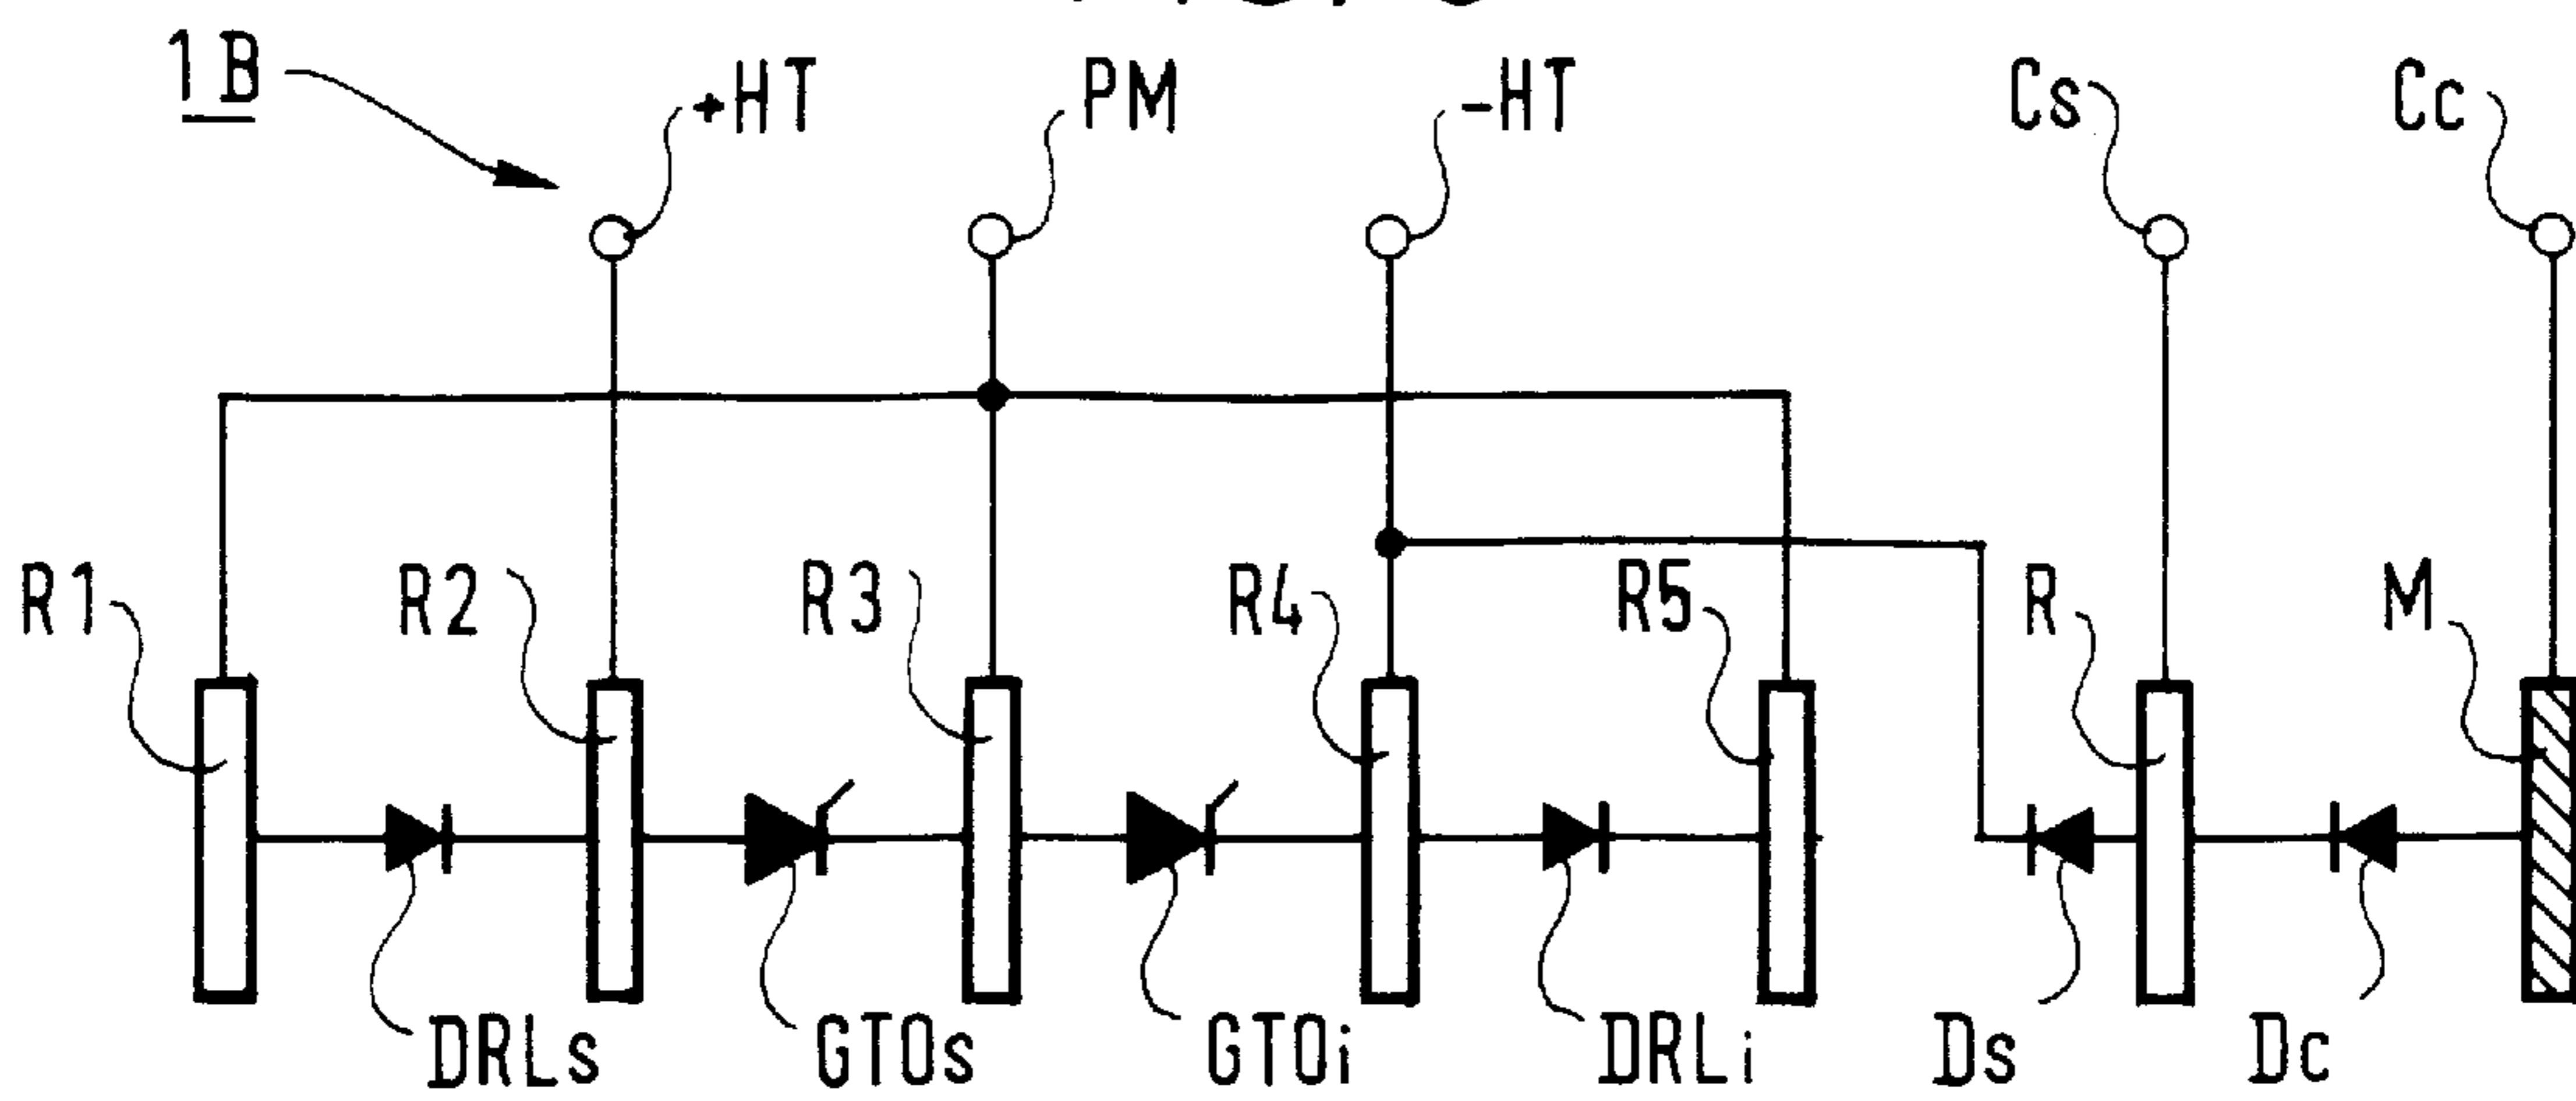 1B
+HT PM -HT Cs Cc
R1 R2 R3 R4 R5 R M
DRLs GTOs GTOi DRLi Ds Dc